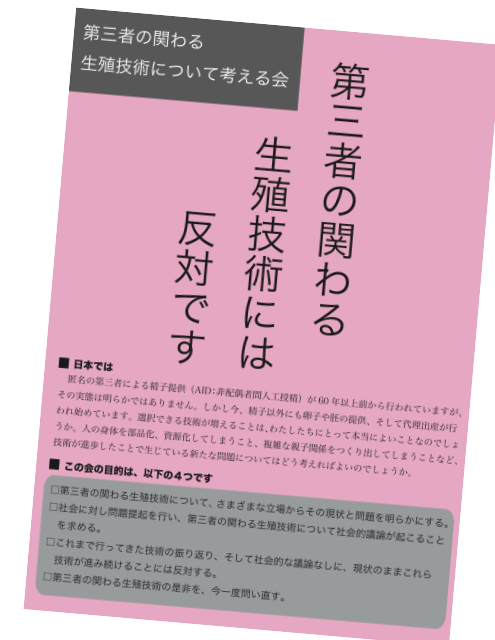 第三者の関わる
生殖技術について考える会
第三者の関わる
生殖技術には
反対です
■ 日本では
匿名の第三者による精子提供（AID：非配偶者間人工授精）が60年以上前から行われていますが、
その実態は明らかではありません。しかし今、精子以外にも卵子や胚の提供、そして代理出産が行
われ始めています。選択できる技術が増えることは、わたしたちにとって本当によいことなのでしょ
うか。人の身体を部品化、資源化してしまうこと、複雑な親子関係をつくり出してしまうことなど、
技術が進歩したことで生じている新たな問題についてはどう考えればよいのでしょうか。
■ この会の目的は、以下の4つです
□第三者の関わる生殖技術について、さまざまな立場からその現状と問題を明らかにする。
□社会に対し問題提起を行い、第三者の関わる生殖技術について社会的議論が起こること
を求める。
□これまで行ってきた技術の振り返り、そして社会的な議論なしに、現状のままこれら
技術が進み続けることには反対する。
□第三者の関わる生殖技術の是非を、今一度問い直す。